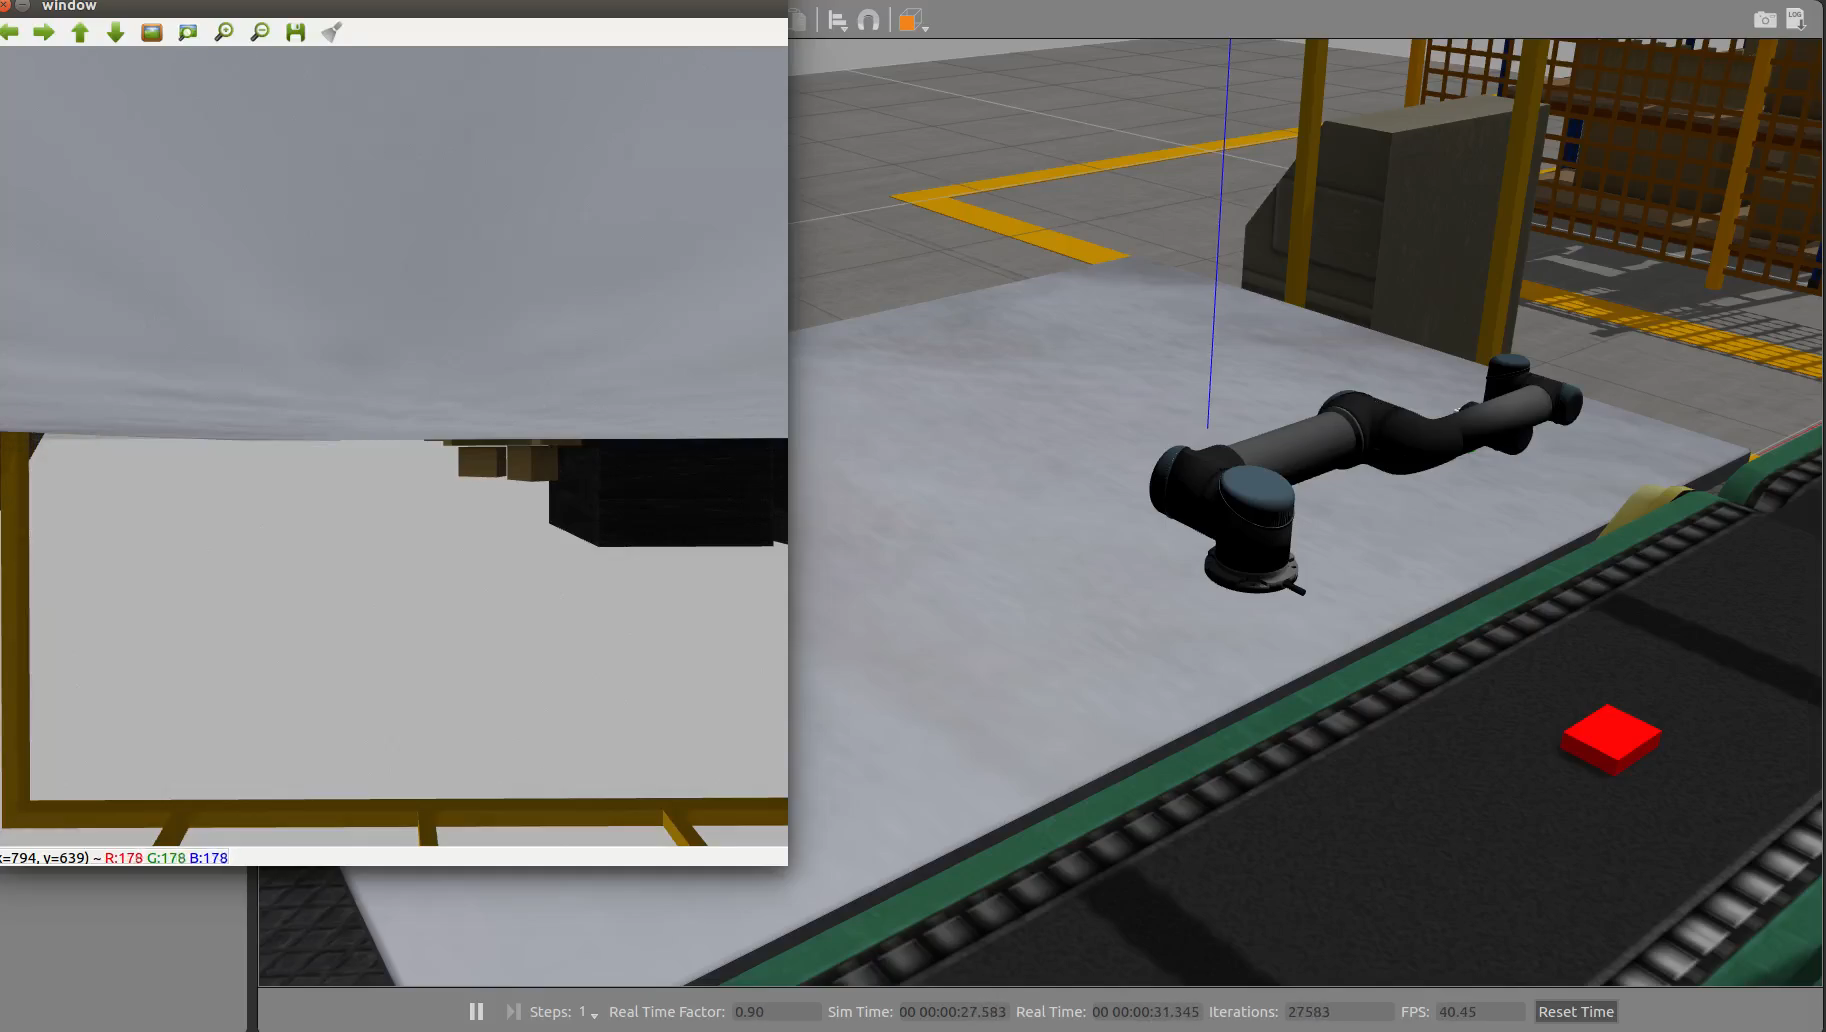 window
LOG
x=794, y=639) ~ R:178 G:178 B:178
Steps: 1 Real Time Factor: 0.90 Sim Time: 00 00:00:27.583 Real Time: 00 00:00:31.345 Iterations: 27583 FPS: 40.45 Reset Time